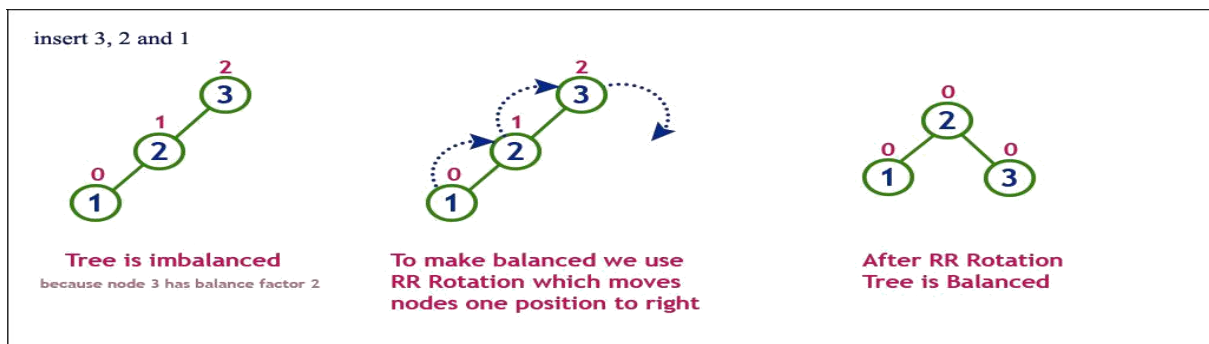 insert 3, 2 and 1
2
3
1
2
0
1
Tree is imbalanced
because node 3 has balance factor 2
2
3
1
2
0
1
To make balanced we use
RR Rotation which moves
nodes one position to right
0
2
0
0
1
3
After RR Rotation
Tree is Balanced